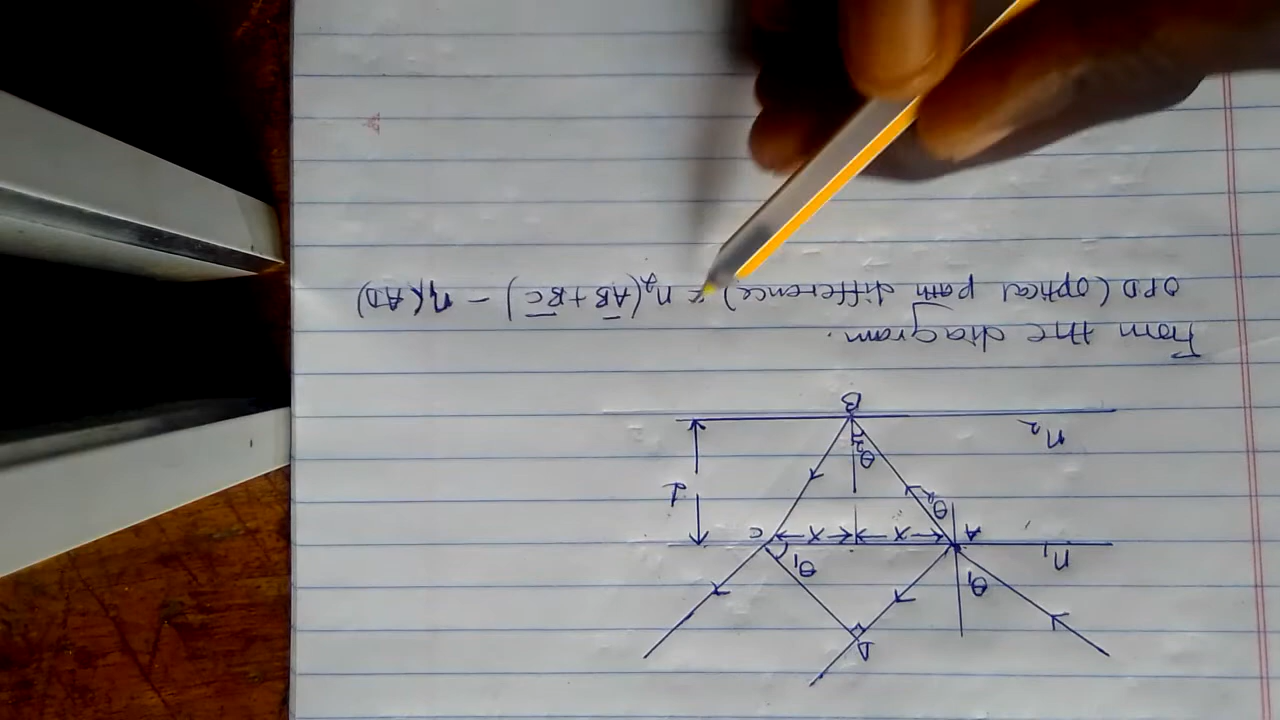 n₁
θ₁
D
A
x
x
C
θ₁
θ₂
d
θ₂
n₂
B
From the diagram.
OPD (optical path difference) = n₂(AB + BC) - n₁(AD)